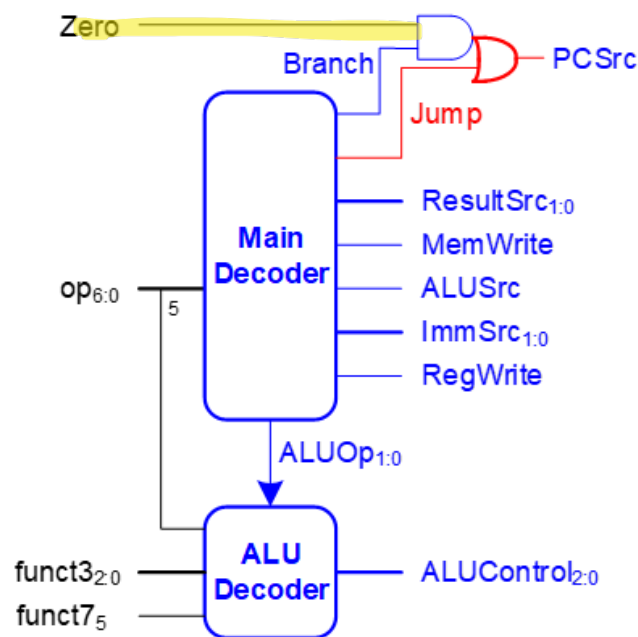 Zero
Branch
PCSrc
Jump
ResultSrc1:0
Main
Decoder
MemWrite
op6:0
5
ALUSrc
ImmSrc1:0
RegWrite
ALUOp1:0
ALU
Decoder
funct32:0
ALUControl2:0
funct75